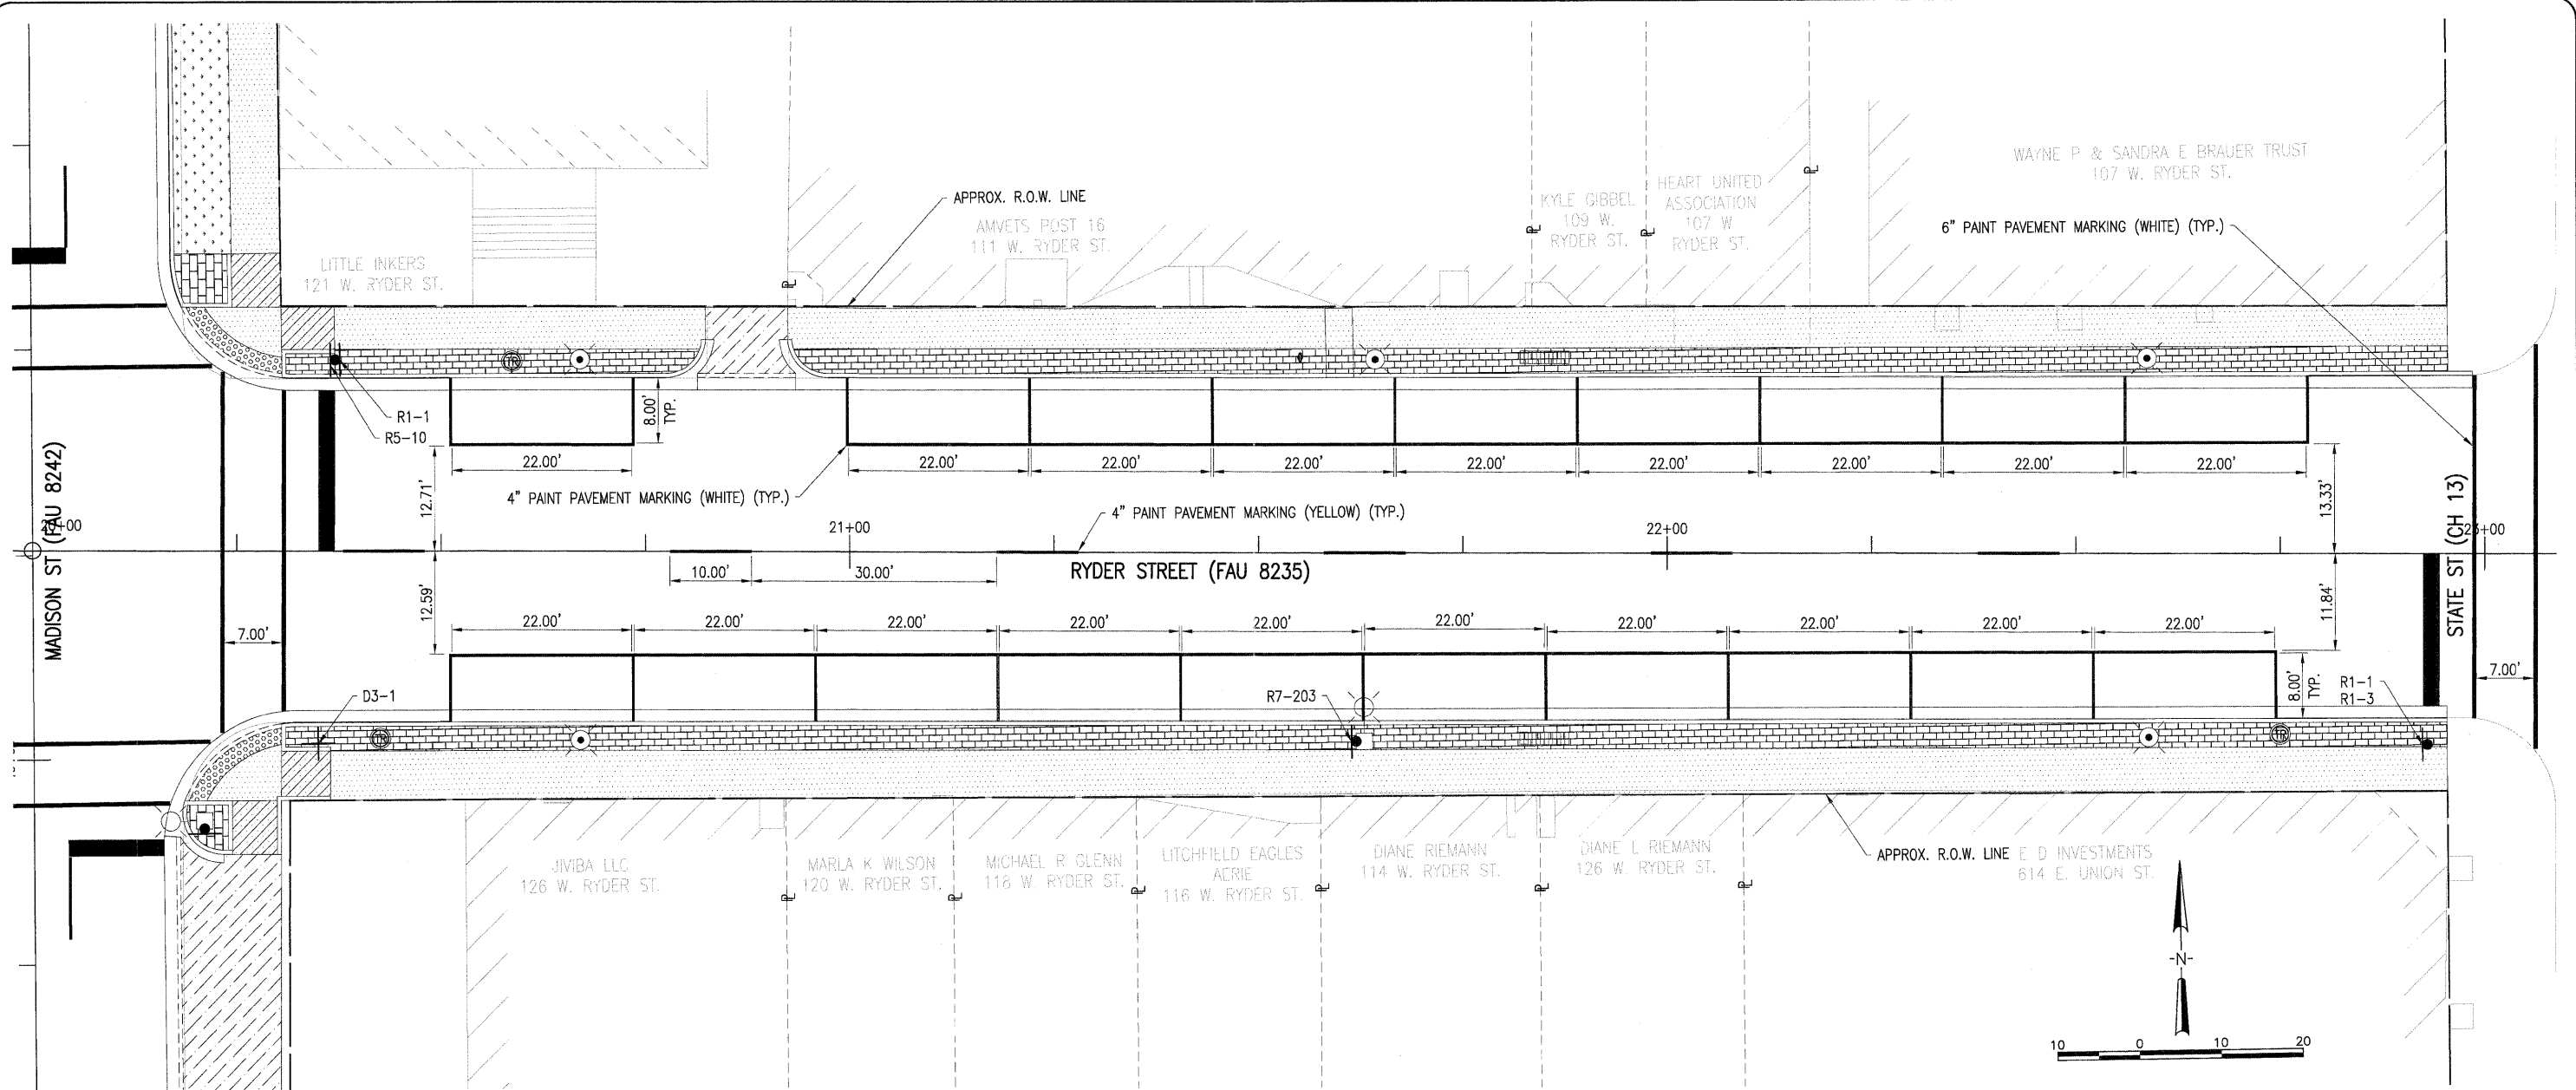 WAYNE P & SANDRA E BRAUER TRUST
107 W. RYDER ST.
HEART UNITED
ASSOCIATION
107 W
RYDER ST.
KYLE GIBBEL
109 W.
RYDER ST.
APPROX. R.O.W. LINE
AMVETS POST 16
111 W. RYDER ST.
6" PAINT PAVEMENT MARKING (WHITE) (TYP.)
LITTLE INKERS
121 W. RYDER ST.
R1-1
R5-10
8.00'
TYP.
22.00'
22.00'
22.00'
22.00'
22.00'
22.00'
22.00'
22.00'
22.00'
12.71'
4" PAINT PAVEMENT MARKING (WHITE) (TYP.)
4" PAINT PAVEMENT MARKING (YELLOW) (TYP.)
13.33'
MADISON ST (FAU 8242)
20+00
21+00
22+00
23+00
STATE ST (CH 13)
10.00'
30.00'
RYDER STREET (FAU 8235)
12.59'
11.84'
22.00'
22.00'
22.00'
22.00'
22.00'
22.00'
22.00'
22.00'
22.00'
22.00'
7.00'
7.00'
D3-1
R7-203
8.00'
TYP.
R1-1
R1-3
TR
TR
JIVIBA LLC
126 W. RYDER ST.
MARLA K WILSON
120 W. RYDER ST.
MICHAEL R GLENN
118 W. RYDER ST.
LITCHFIELD EAGLES
AERIE
116 W. RYDER ST.
DIANE RIEMANN
114 W. RYDER ST.
DIANE L RIEMANN
126 W. RYDER ST.
APPROX. R.O.W. LINE
E D INVESTMENTS
614 E. UNION ST.
-N-
10 0 10 20